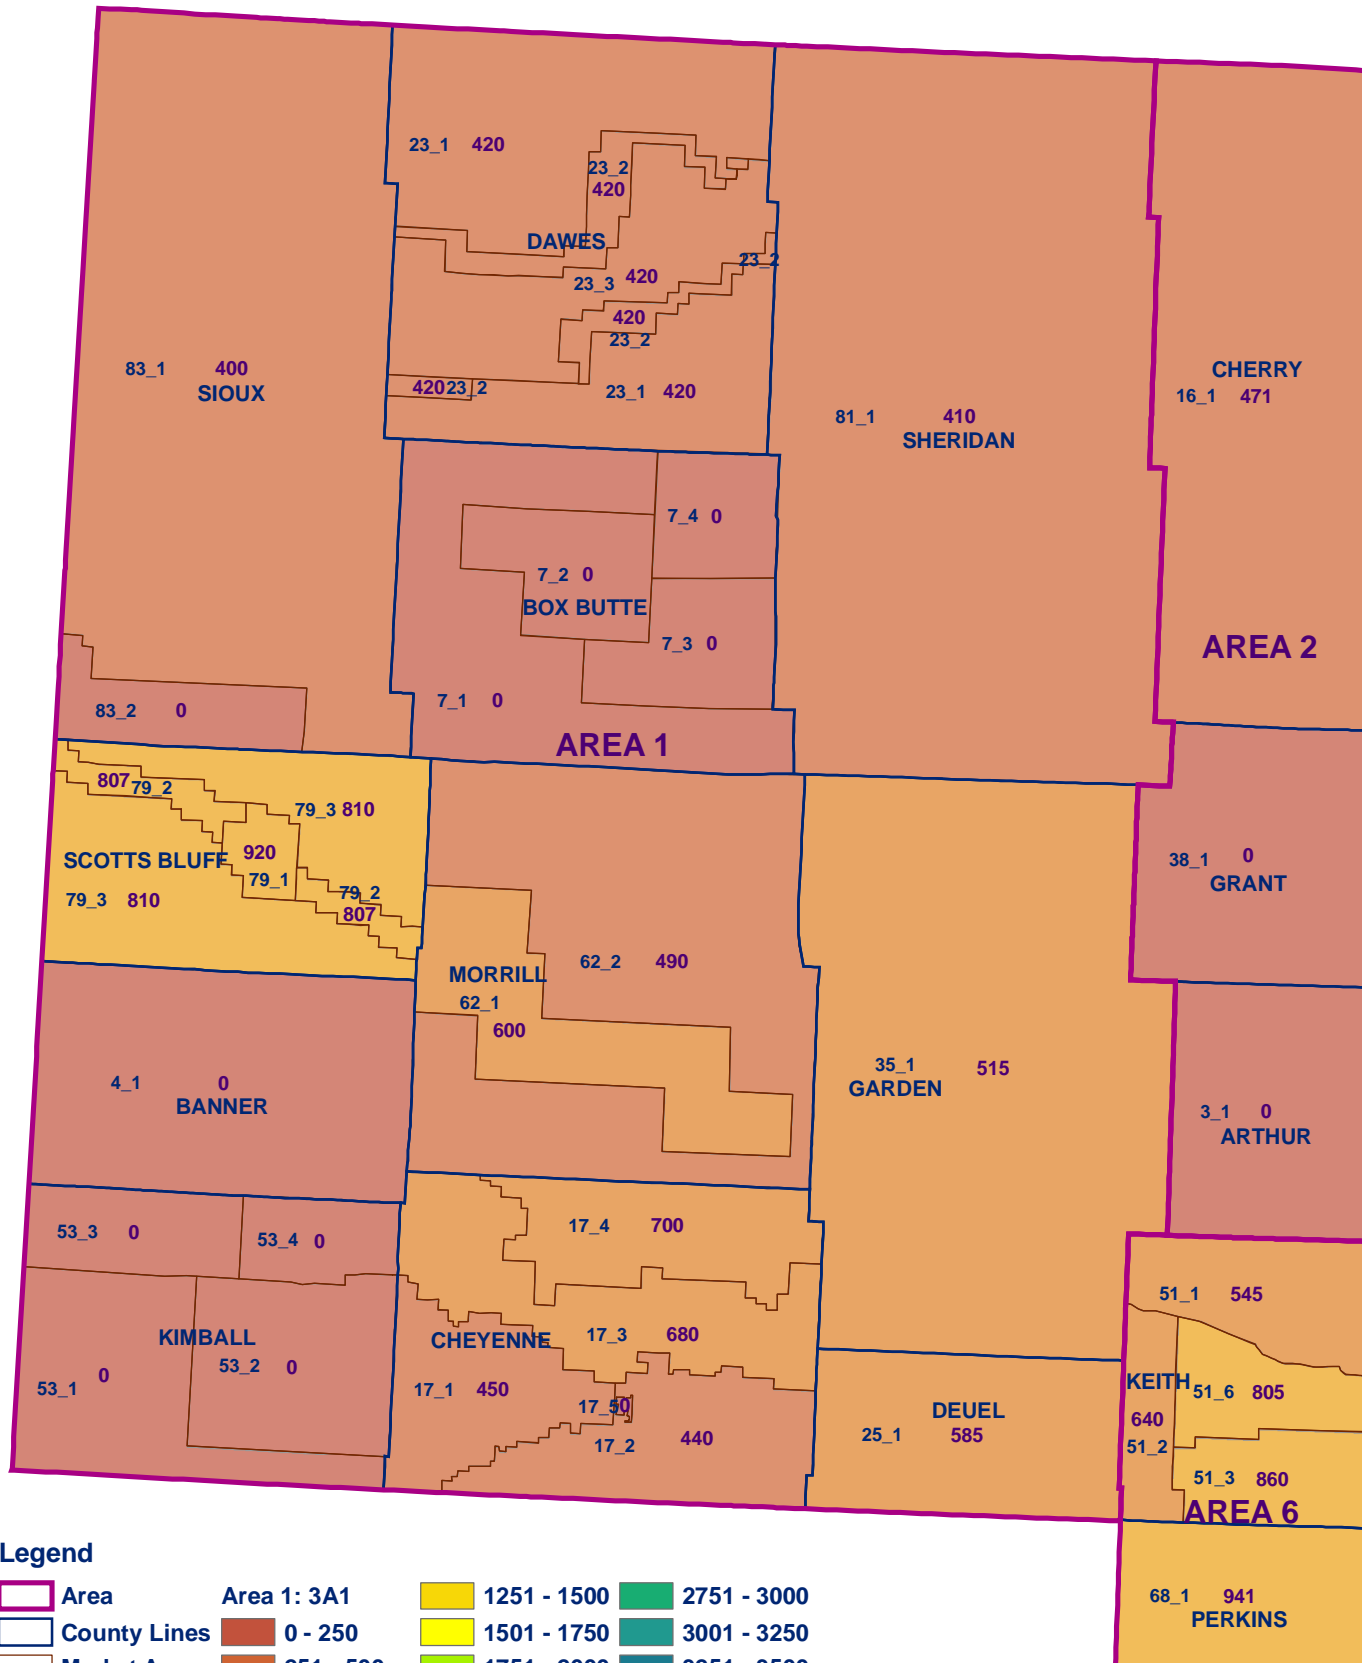 23_1 420
23_2
420
DAWES
23_2
23_3 420
420
23_2
420 23_2
23_1 420
83_1 400
SIOUX
81_1 410
SHERIDAN
CHERRY
16_1 471
AREA 2
7_4 0
7_2 0
BOX BUTTE
7_3 0
7_1 0
AREA 1
83_2 0
807 79_2
79_3 810
SCOTTS BLUFF
920
79_1
79_2
807
79_3 810
38_1 0
GRANT
62_2 490
MORRILL
62_1
600
35_1 515
GARDEN
4_1 0
BANNER
3_1 0
ARTHUR
53_3 0
53_4 0
17_4 700
51_1 545
KIMBALL
53_2 0
53_1 0
CHEYENNE
17_3 680
17_1 450
17_5 0
17_2 440
DEUEL
25_1 585
KEITH
51_6 805
640
51_2
51_3 860
AREA 6
68_1 941
PERKINS
Legend
Area Area 1: 3A1 1251 - 1500 2751 - 3000
County Lines 0 - 250 1501 - 1750 3001 - 3250